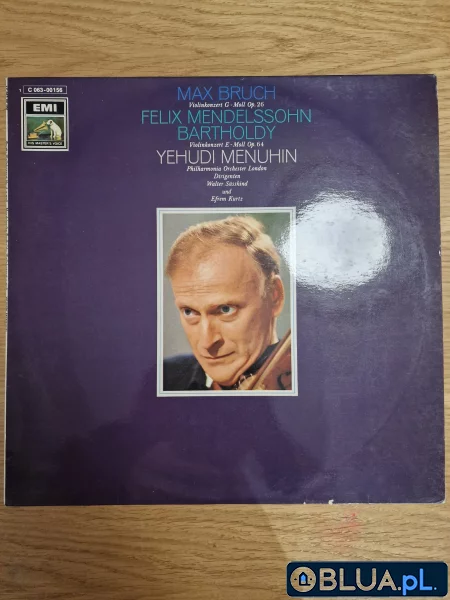 1 C 063-00156
EMI
HIS MASTER'S VOICE
MAX BRUCH
Violinkonzert G-Moll Op. 26
FELIX MENDELSSOHN
BARTHOLDY
Violinkonzert E-Moll Op. 64
YEHUDI MENUHIN
Philharmonia Orchester London
Dirigenten
Walter Süsskind
und
Efrem Kurtz
BLUA.pL.